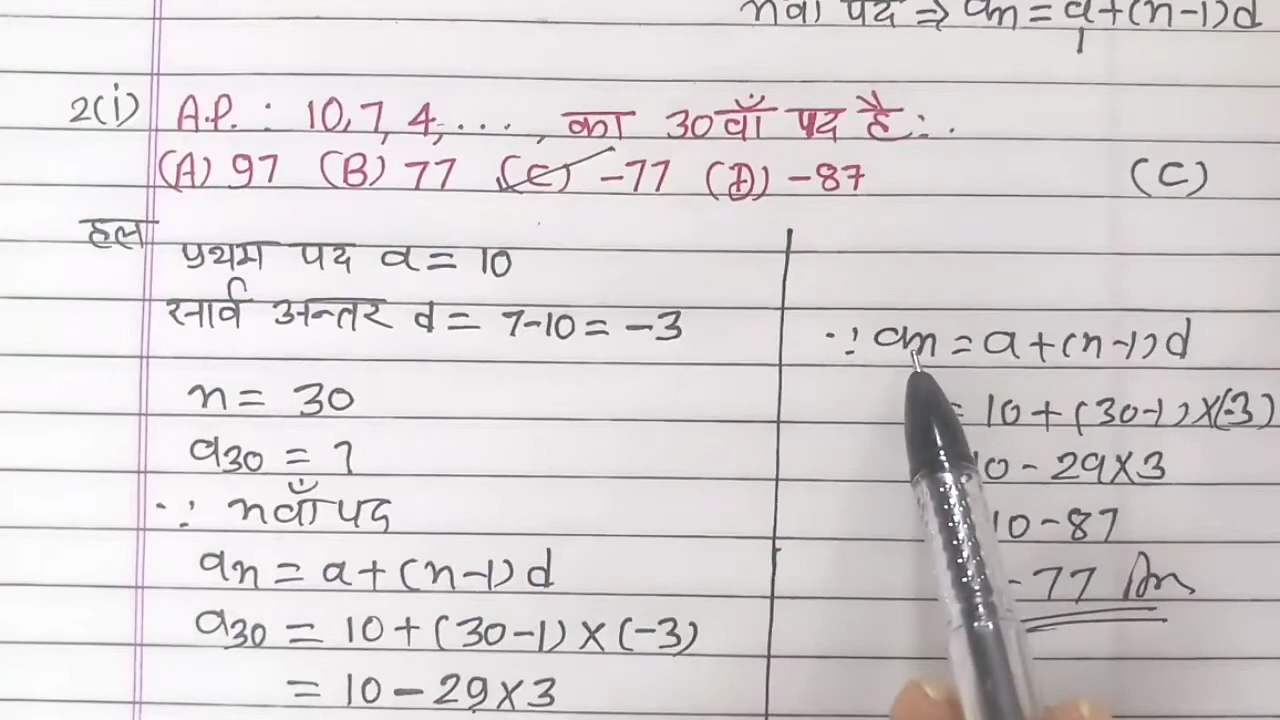 nवाँ पद ⇒ an = a+(n-1)d
2(i) A.P. : 10, 7, 4, ..., का 30वाँ पद है:.
(A) 97 (B) 77 (C) -77 (D) -87 (C)
हल
प्रथम पद a = 10
सार्व अन्तर d = 7-10 = -3
n = 30
a30 = ?
∵ nवाँ पद
an = a+(n-1)d
a30 = 10+(30-1)×(-3)
= 10-29×3
∵ an = a+(n-1)d
= 10+(30-1)×(-3)
10-29×3
10-87
-77 Ans